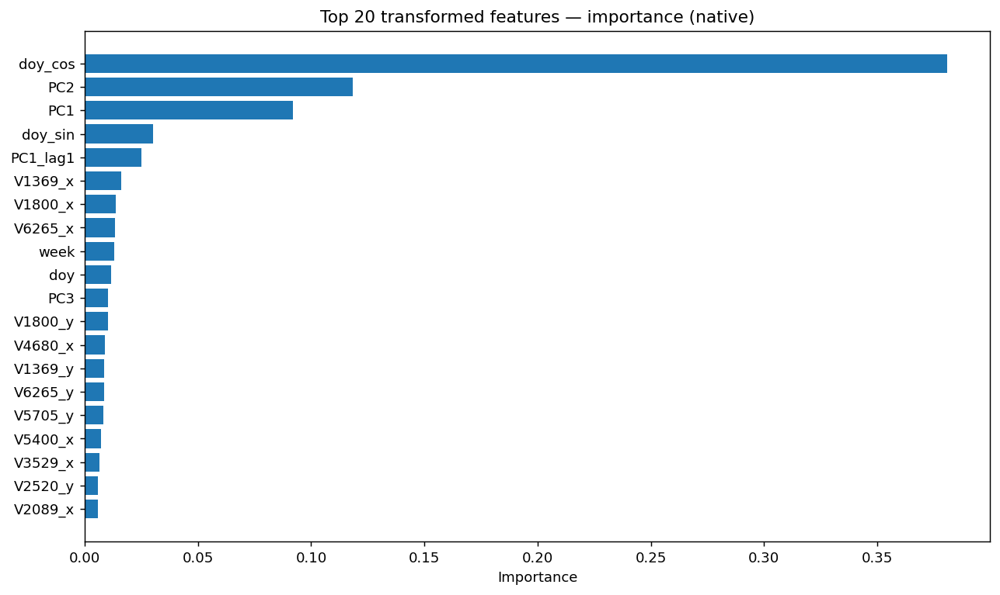 Top 20 transformed features — importance (native)
doy_cos
PC2
PC1
doy_sin
PC1_lag1
V1369_x
V1800_x
V6265_x
week
doy
PC3
V1800_y
V4680_x
V1369_y
V6265_y
V5705_y
V5400_x
V3529_x
V2520_y
V2089_x
0.00 0.05 0.10 0.15 0.20 0.25 0.30 0.35
Importance